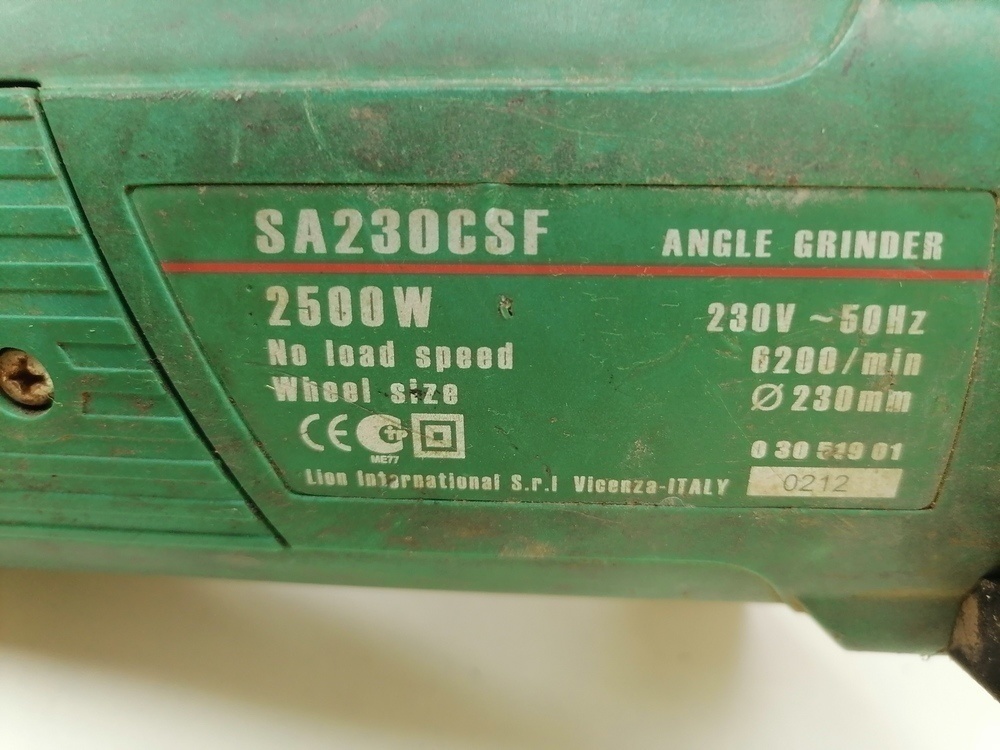 SA230CSF ANGLE GRINDER
2500W 230V ~50Hz
No load speed 6200/min
Wheel size Ø230mm
CE
ME77
0 30 519 01
Lion International S.r.l Vicenza-ITALY 0212